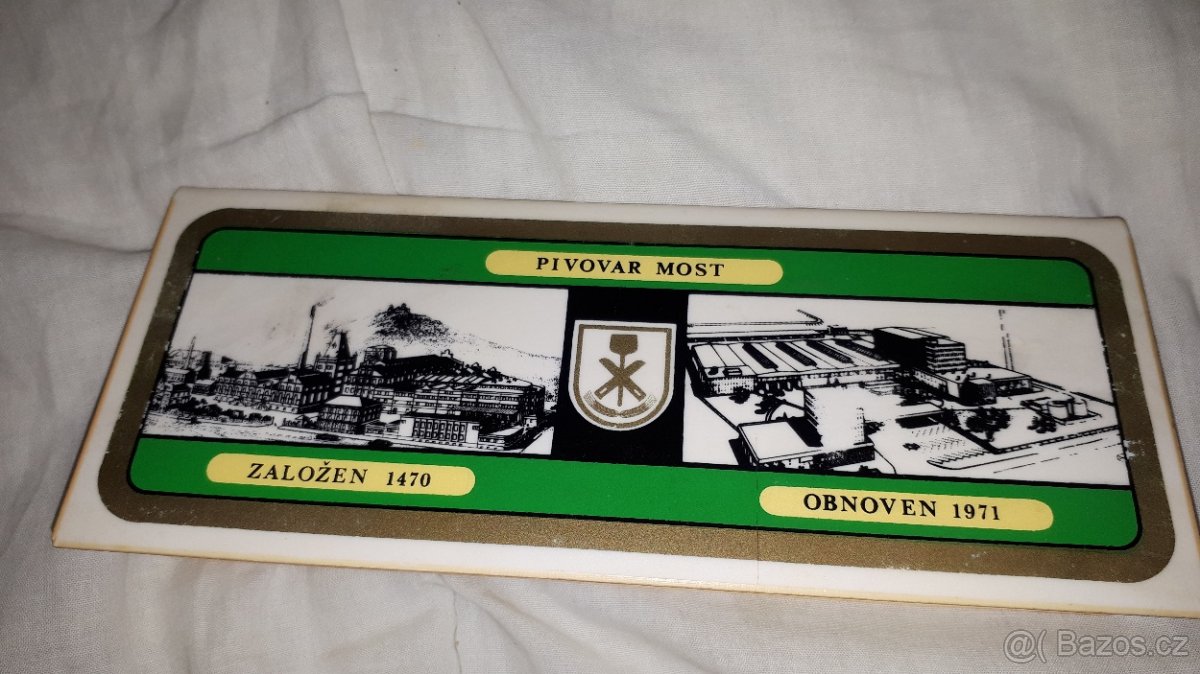 PIVOVAR MOST
ZALOŽEN 1470
OBNOVEN 1971
@( Bazos.cz